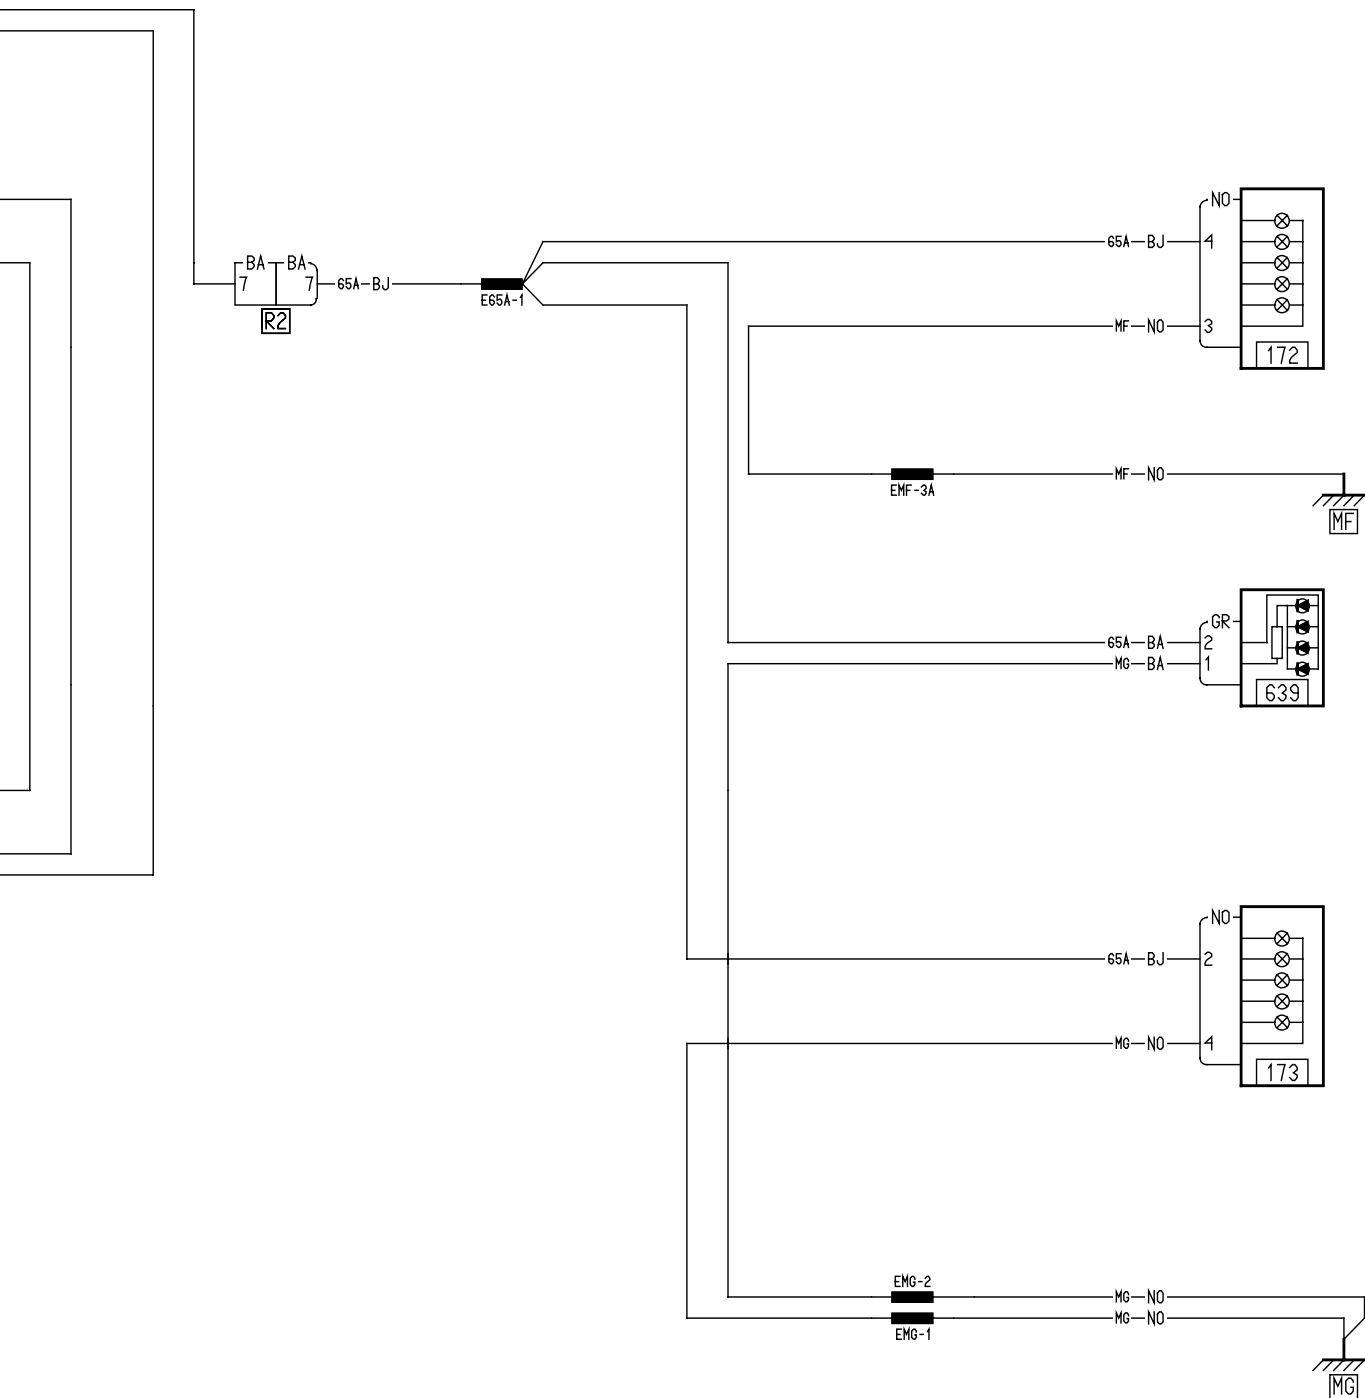 NO
65A BJ 4
BA BA
7 7 65A BJ
E65A-1
R2
MF NO 3
172
MF NO
EMF-3A
MF
GR
65A BA 2
MG BA 1
639
NO
65A BJ 2
MG NO 4
173
EMG-2
MG NO
MG NO
EMG-1
MG